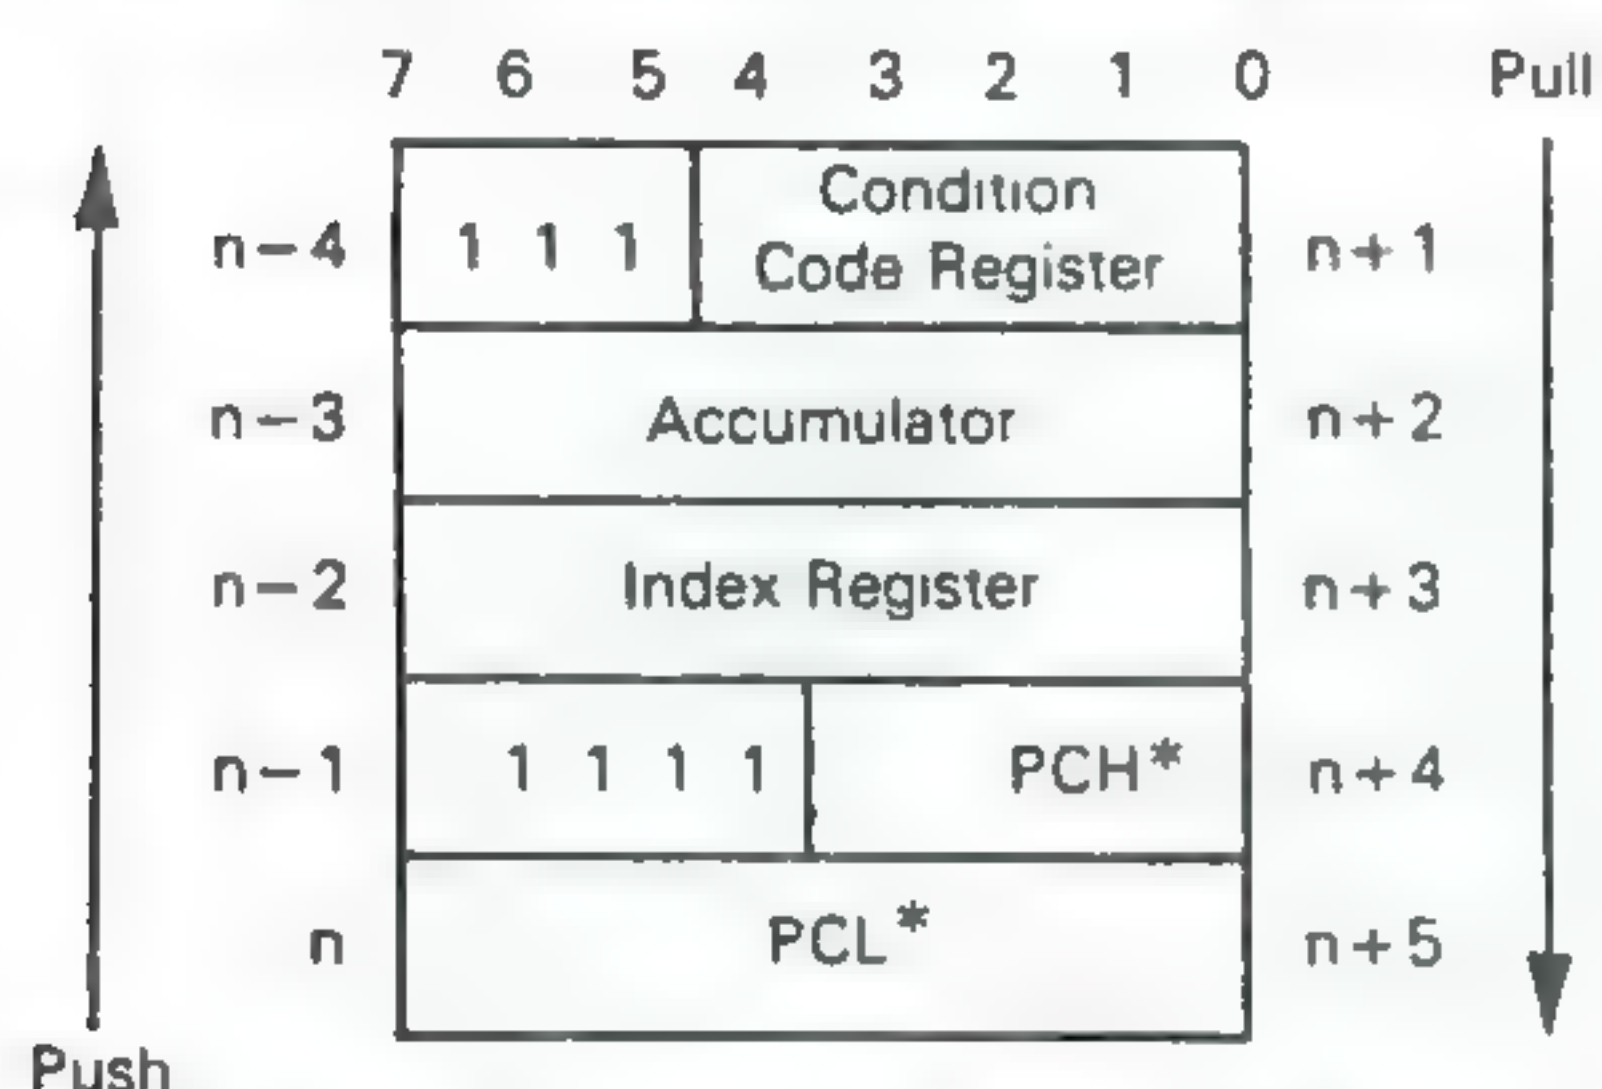 7 6 5 4 3 2 1 0 Pull
n−4 1 1 1 Condition Code Register n+1
n−3 Accumulator n+2
n−2 Index Register n+3
n−1 1 1 1 1 PCH* n+4
n PCL* n+5
Push